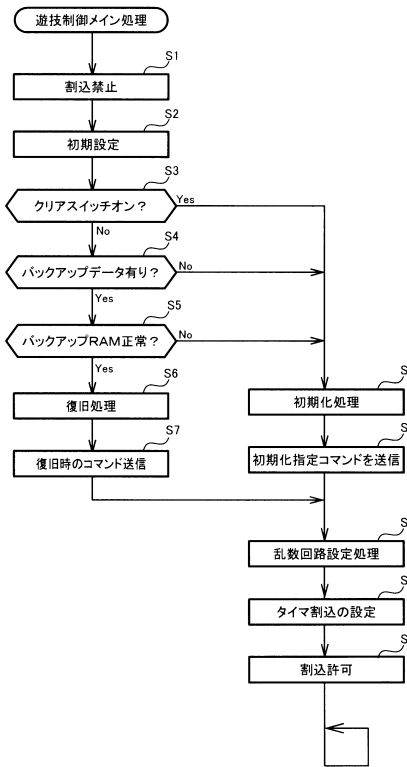 遊技制御メイン処理
S1
割込禁止
S2
初期設定
S3
クリアスイッチオン?
Yes
No
S4
バックアップデータ有り?
No
Yes
S5
バックアップRAM正常?
No
Yes
S6
復旧処理
S7
復旧時のコマンド送信
S
初期化処理
S
初期化指定コマンドを送信
S
乱数回路設定処理
S
タイマ割込の設定
S
割込許可